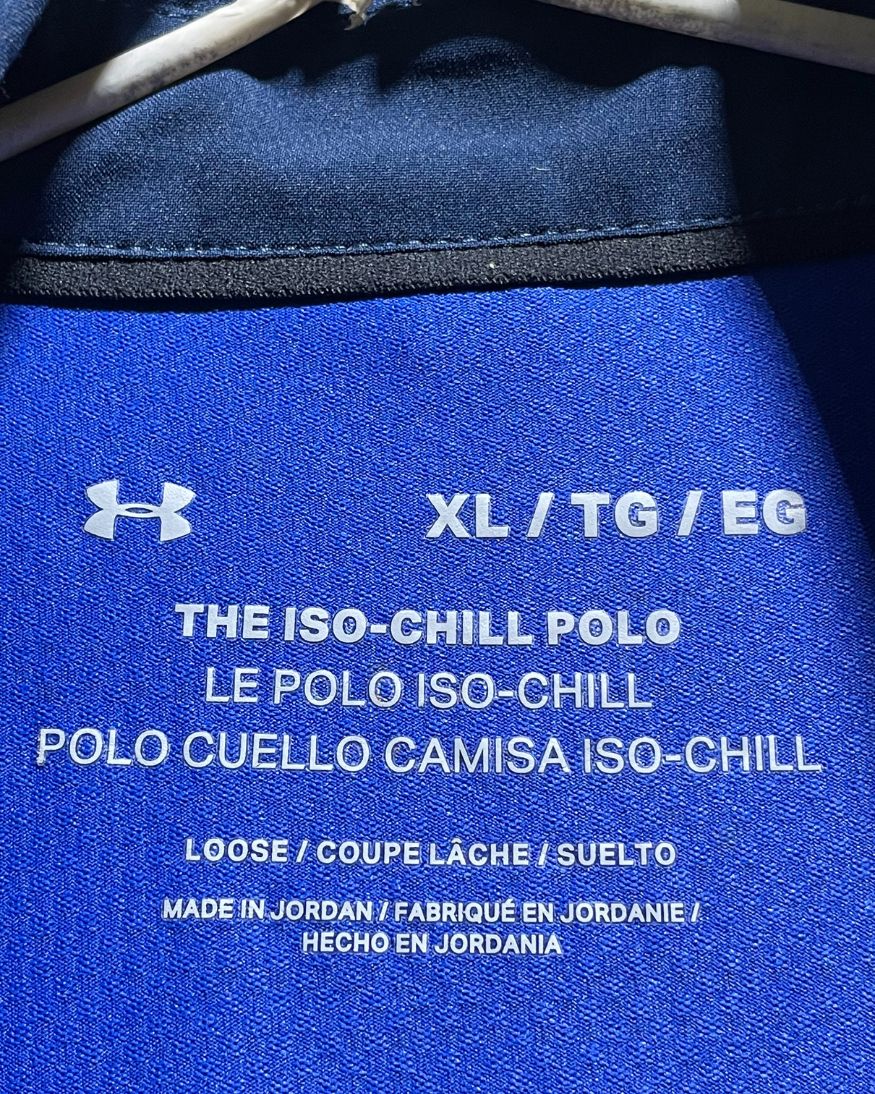 XL / TG / EG
THE ISO-CHILL POLO
LE POLO ISO-CHILL
POLO CUELLO CAMISA ISO-CHILL
LOOSE / COUPE LÂCHE / SUELTO
MADE IN JORDAN / FABRIQUÉ EN JORDANIE /
HECHO EN JORDANIA